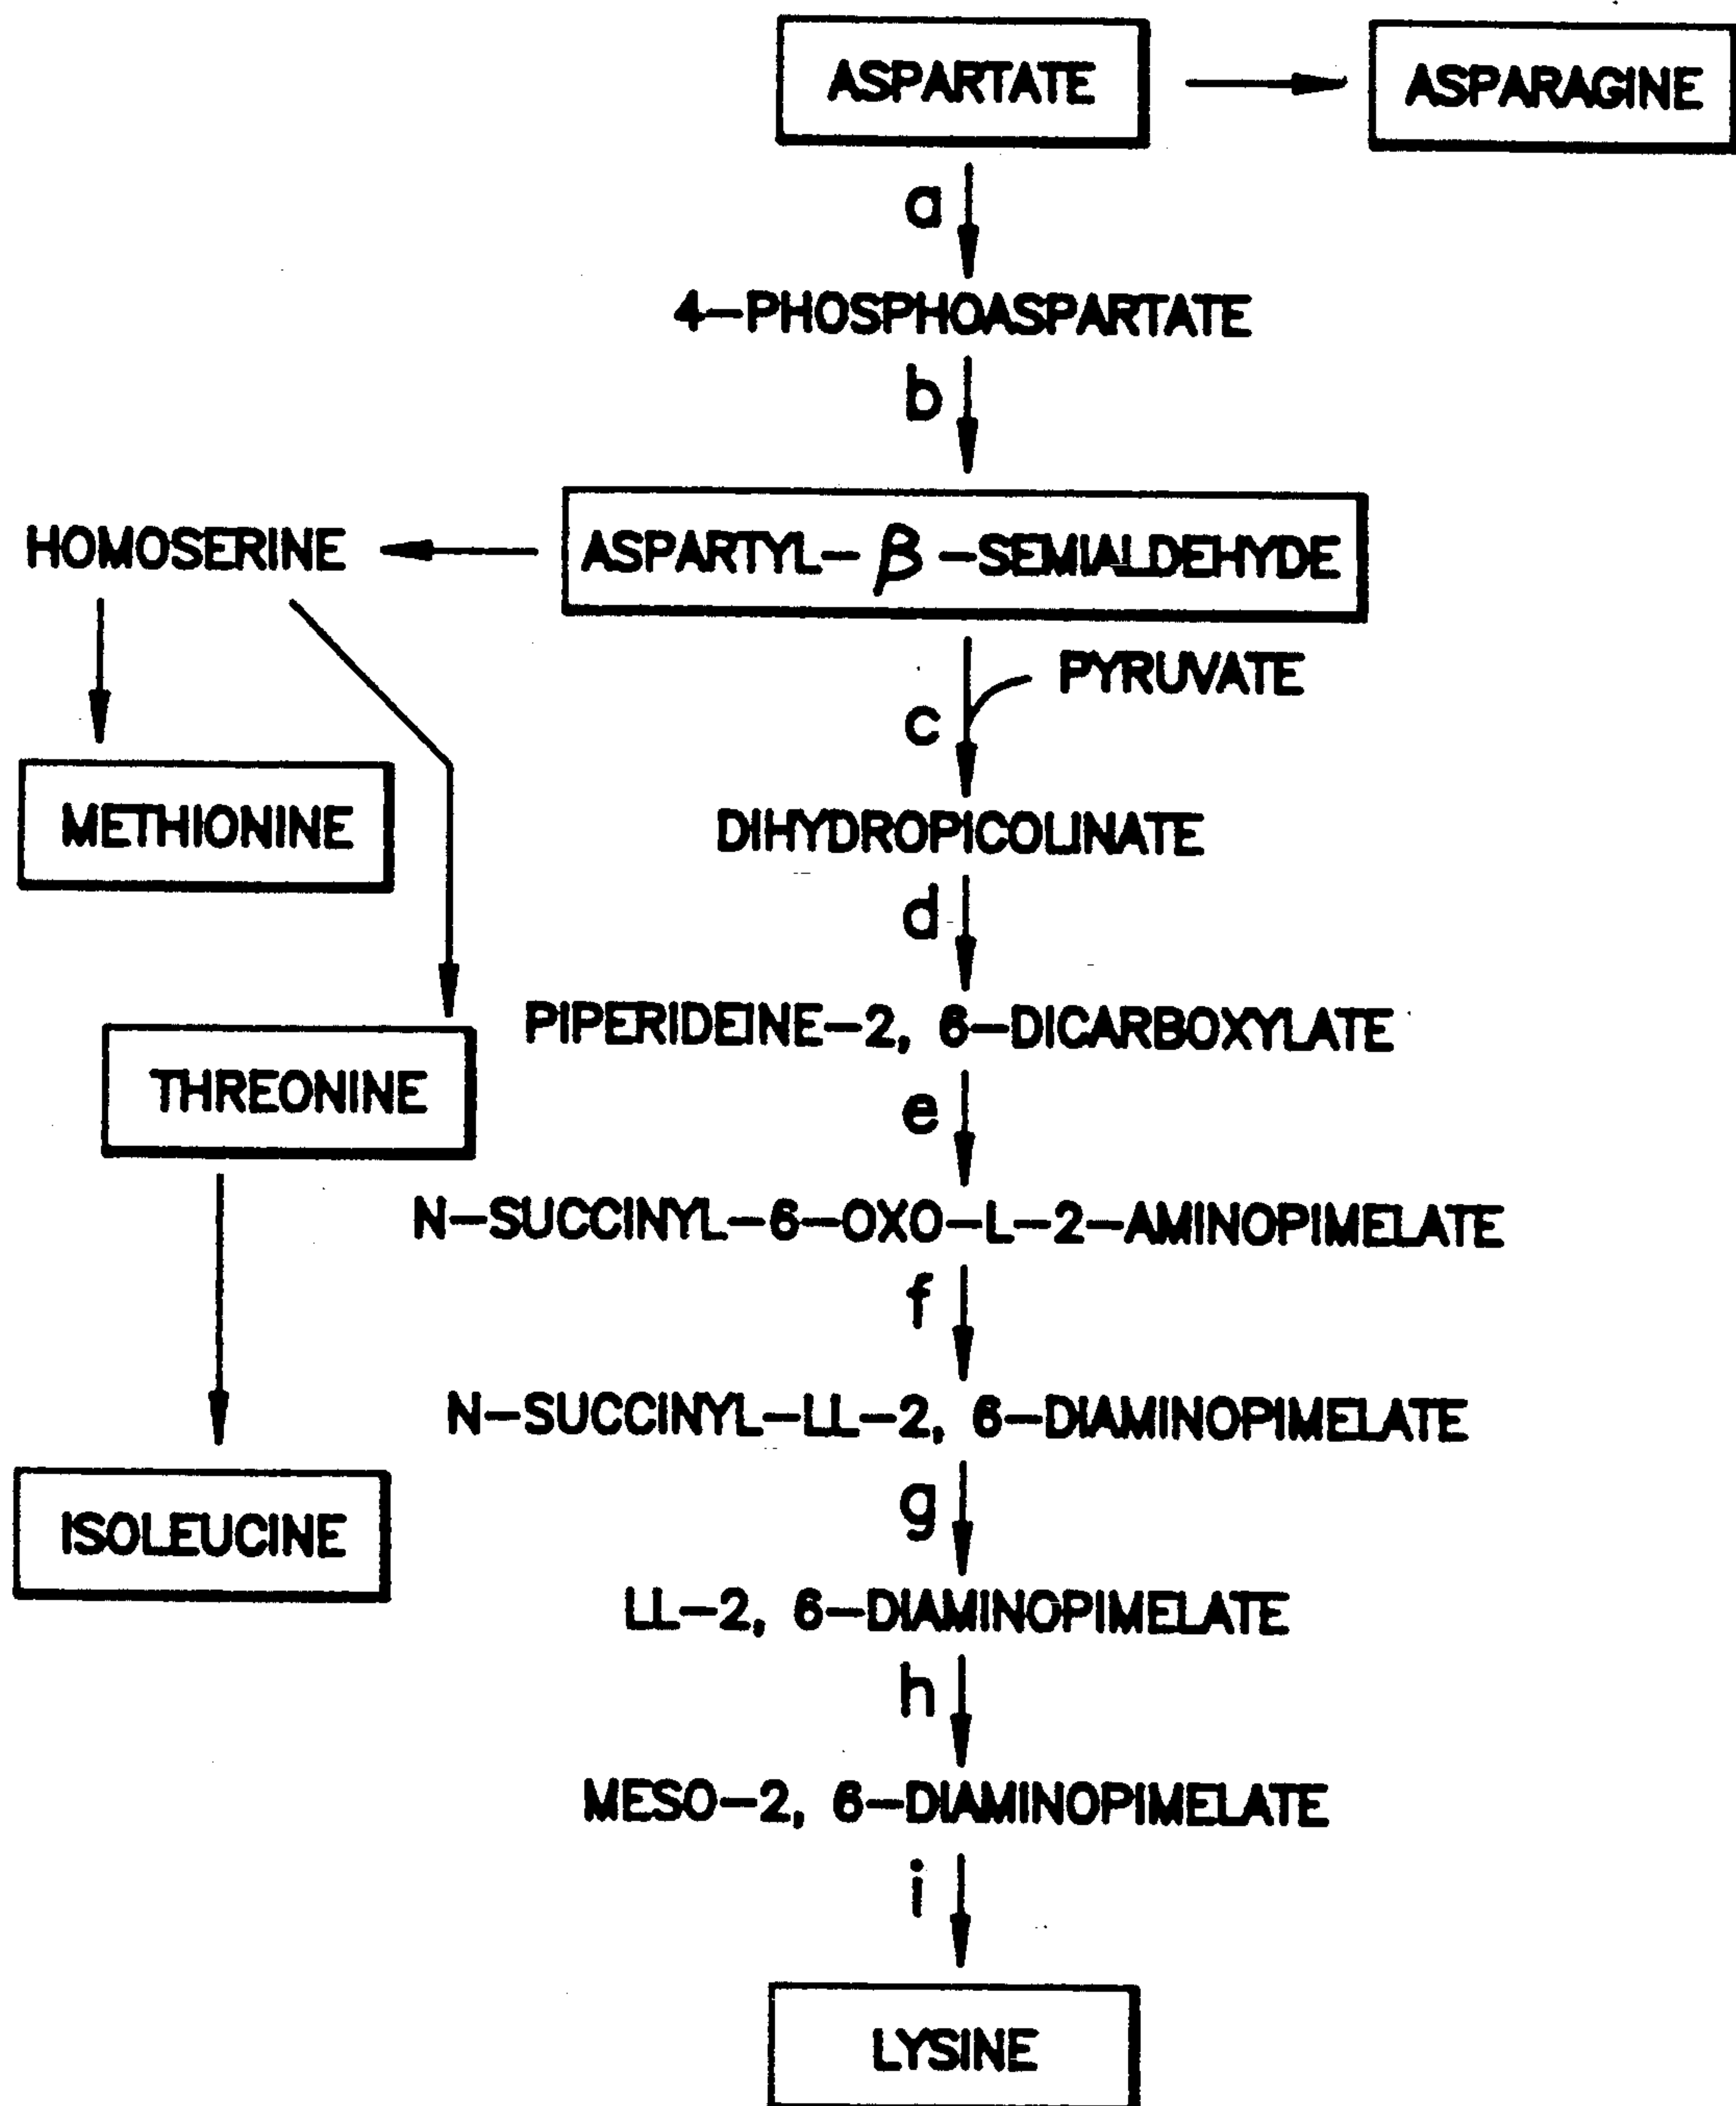 ASPARTATE
ASPARAGINE
a
4-PHOSPHOASPARTATE
b
HOMOSERINE
ASPARTYL-β-SEMIALDEHYDE
PYRUVATE
c
METHIONINE
DIHYDROPICOLINATE
d
PIPERIDEINE-2, 6-DICARBOXYLATE
THREONINE
e
N-SUCCINYL-6-OXO-L-2-AMINOPIMELATE
f
N-SUCCINYL-LL-2, 6-DIAMINOPIMELATE
g
ISOLEUCINE
LL-2, 6-DIAMINOPIMELATE
h
MESO-2, 6-DIAMINOPIMELATE
i
LYSINE